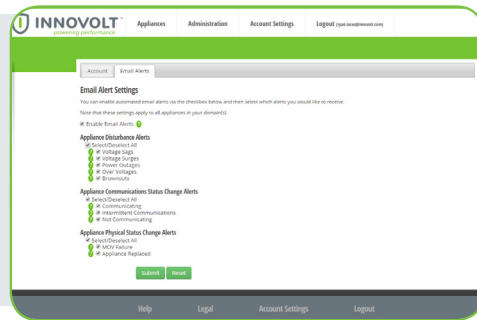 INNOVOLT
powering performance
Appliances Administration Account Settings Logout
Account Email Alerts
Email Alert Settings
You can enable automated email alerts via the checkbox below and then select which alerts you would like to receive.
Note that these settings apply to all appliances in your domain(s).
Enable Email Alerts
Appliance Disturbance Alerts
Select/Deselect All
Voltage Sags
Voltage Surges
Power Outages
Over Voltages
Brownouts
Appliance Communications Status Change Alerts
Select/Deselect All
Communicating
Intermittent Communications
Not Communicating
Appliance Physical Status Change Alerts
Select/Deselect All
MOV Failure
Appliance Replaced
Submit Reset
Help Legal Account Settings Logout